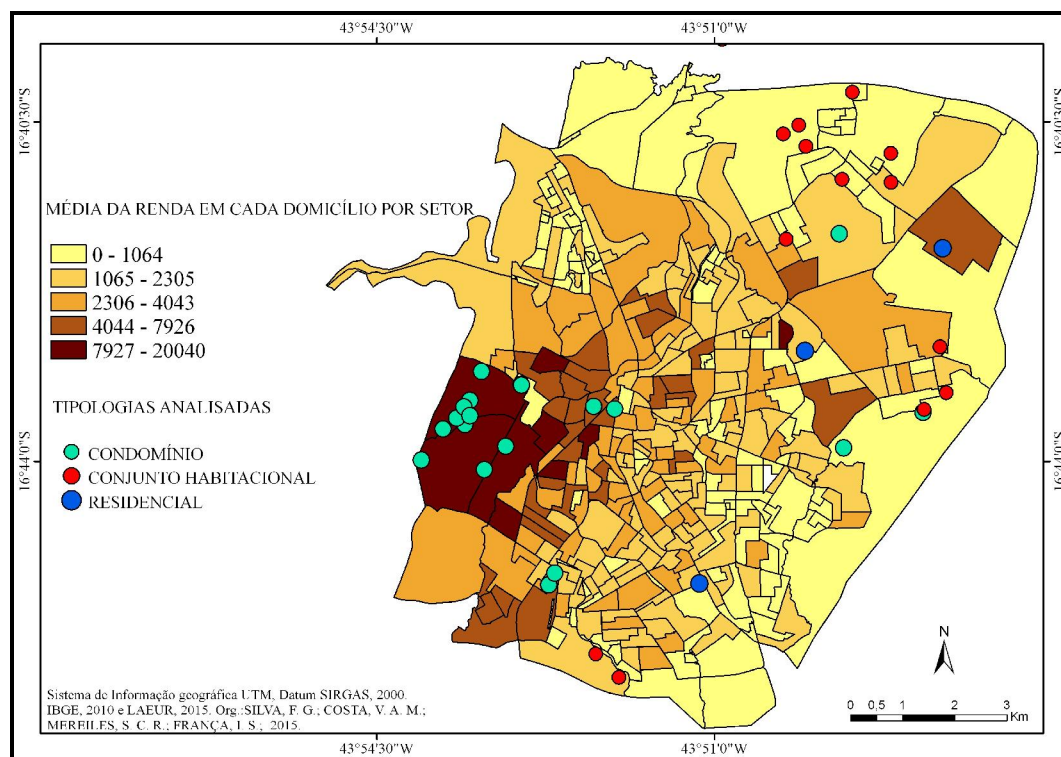 43°54'30"W
43°51'0"W
16°40'30"S
16°40'30"S
MÉDIA DA RENDA EM CADA DOMICÍLIO POR SETOR
0 - 1064
1065 - 2305
2306 - 4043
4044 - 7926
7927 - 20040
TIPOLOGIAS ANALISADAS
CONDOMÍNIO
CONJUNTO HABITACIONAL
RESIDENCIAL
16°44'0"S
16°44'0"S
N
Sistema de Informação geográfica UTM, Datum SIRGAS, 2000.
IBGE, 2010 e LAEUR, 2015. Org.:SILVA, F. G.; COSTA, V. A. M.;
MEREILES, S. C. R.; FRANÇA, I. S.; 2015.
0 0,5 1 2 3
Km
43°54'30"W
43°51'0"W